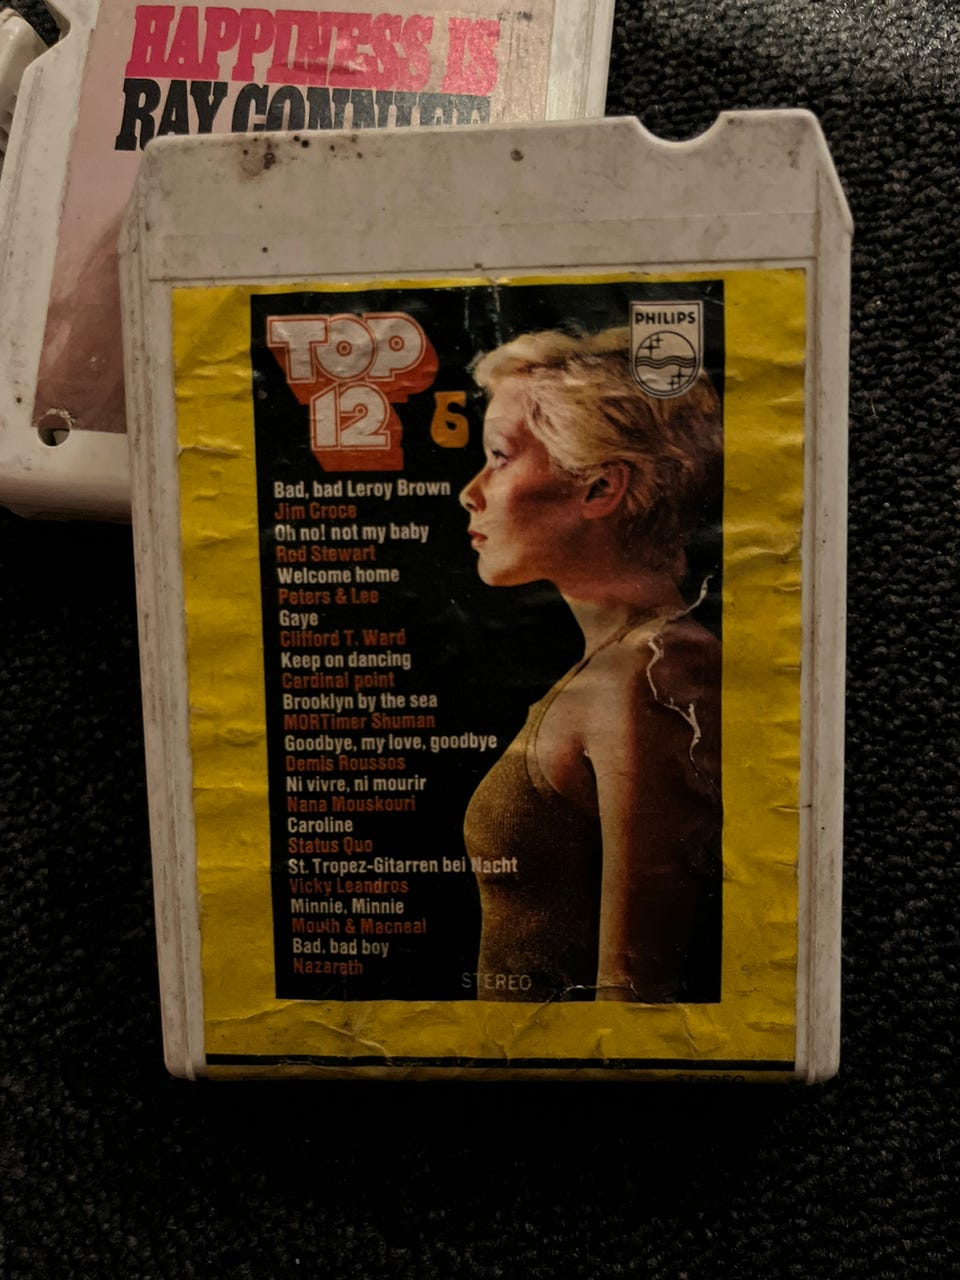 HAPPINESS IS
RAY CONNIFF
TOP
12
6
PHILIPS
Bad, bad Leroy Brown
Jim Croce
Oh no! not my baby
Rod Stewart
Welcome home
Peters & Lee
Gaye
Clifford T. Ward
Keep on dancing
Cardinal point
Brooklyn by the sea
MORTimer Shuman
Goodbye, my love, goodbye
Demis Roussos
Ni vivre, ni mourir
Nana Mouskouri
Caroline
Status Quo
St. Tropez-Gitarren bei Nacht
Vicky Leandros
Minnie, Minnie
Mouth & Macneal
Bad, bad boy
Nazareth
STEREO
STEREO